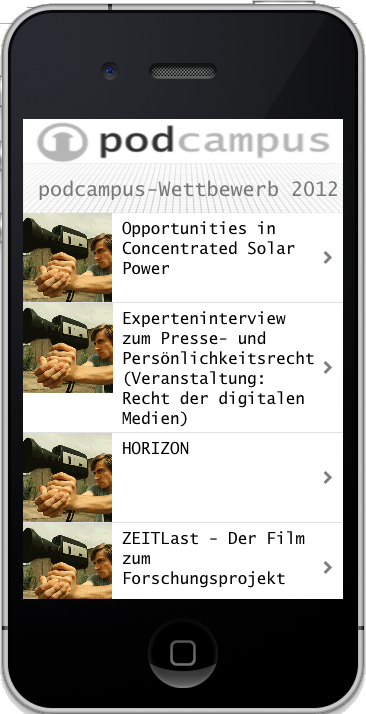 podcampus
podcampus-Wettbewerb 2012
Opportunities in
Concentrated Solar
Power
Experteninterview
zum Presse- und
Persönlichkeitsrecht
(Veranstaltung:
Recht der digitalen
Medien)
HORIZON
ZEITLast - Der Film
zum
Forschungsprojekt